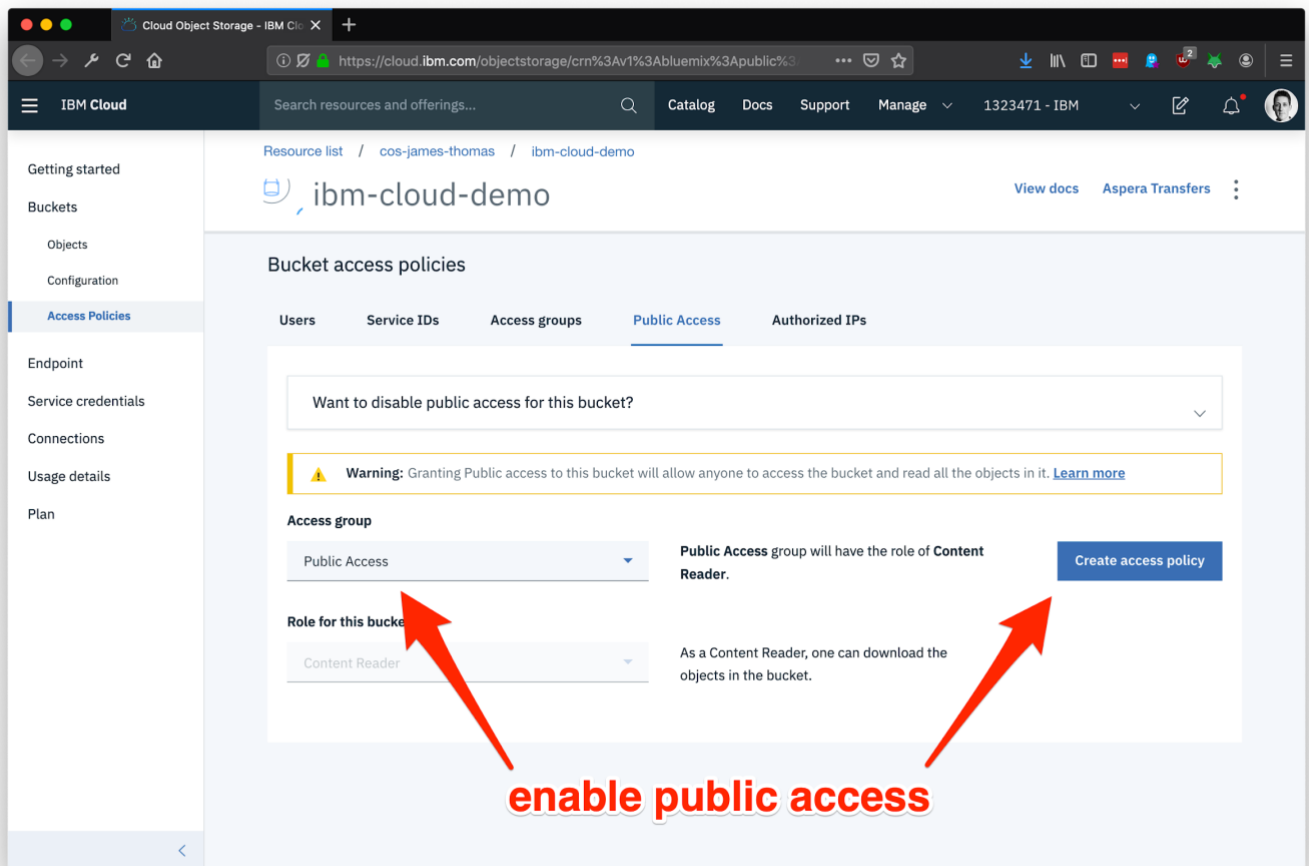 Cloud Object Storage - IBM Clo
https://cloud.ibm.com/objectstorage/crn%3Av1%3Abluemix%3Apublic%3
2
IBM Cloud
Search resources and offerings...
Catalog
Docs
Support
Manage
1323471 - IBM
Getting started
Buckets
Objects
Configuration
Access Policies
Endpoint
Service credentials
Connections
Usage details
Plan
Resource list / cos-james-thomas / ibm-cloud-demo
ibm-cloud-demo
View docs
Aspera Transfers
Bucket access policies
Users
Service IDs
Access groups
Public Access
Authorized IPs
Want to disable public access for this bucket?
Warning: Granting Public access to this bucket will allow anyone to access the bucket and read all the objects in it. Learn more
Access group
Public Access
Public Access group will have the role of Content
Reader.
Create access policy
Role for this bucke
Content Reader
As a Content Reader, one can download the
objects in the bucket.
enable public access